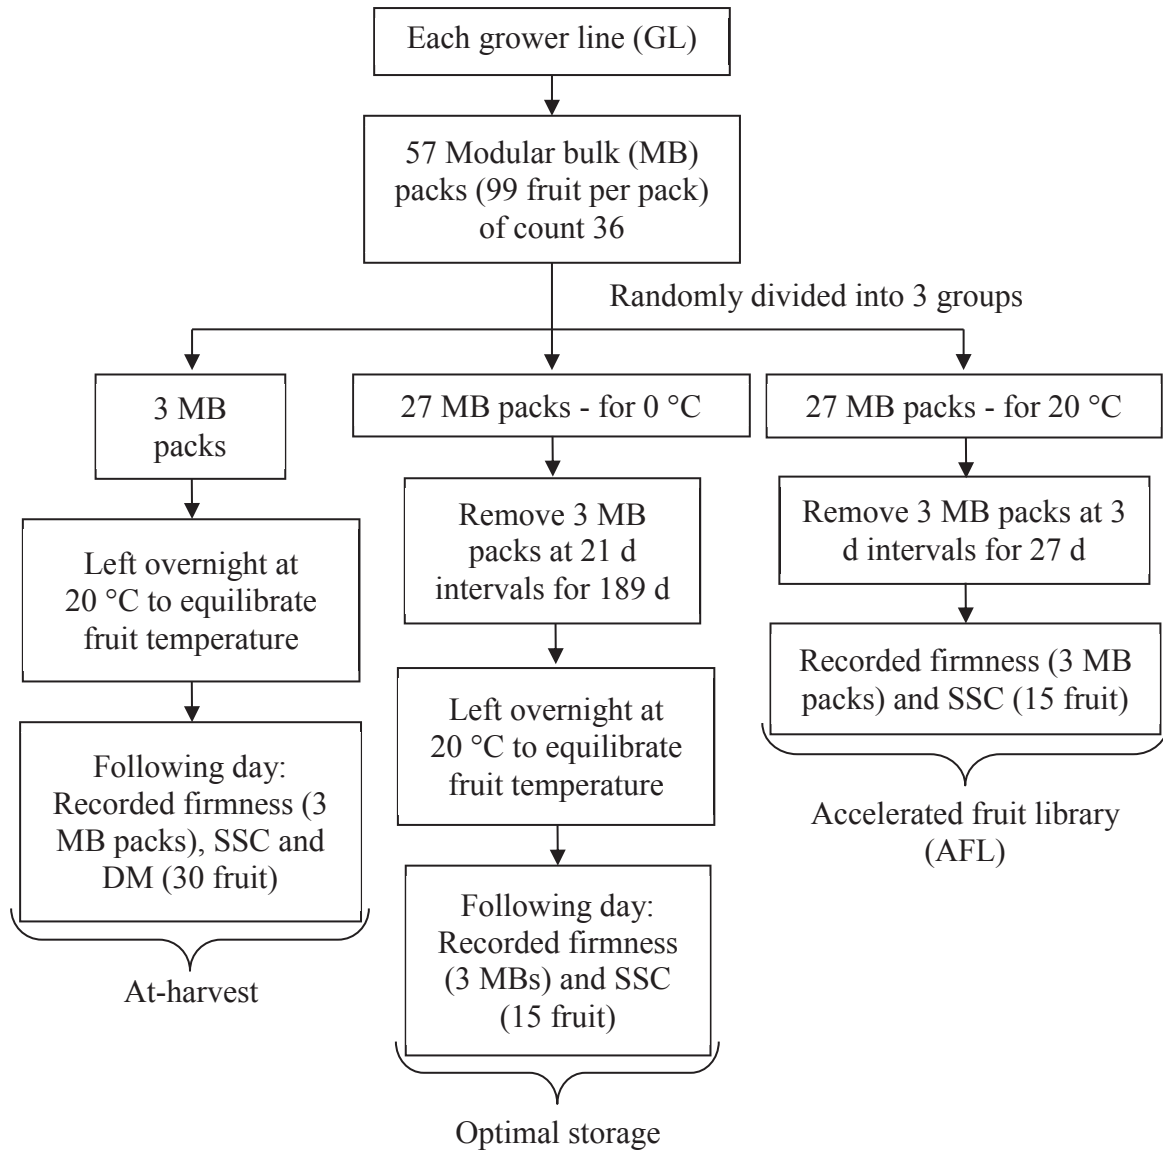 Each grower line (GL)
57 Modular bulk (MB)
packs (99 fruit per pack)
of count 36
Randomly divided into 3 groups
3 MB
packs
Left overnight at
20 °C to equilibrate
fruit temperature
Following day:
Recorded firmness (3
MB packs), SSC and
DM (30 fruit)
At-harvest
27 MB packs - for 0 °C
Remove 3 MB
packs at 21 d
intervals for 189 d
Left overnight at
20 °C to equilibrate
fruit temperature
Following day:
Recorded firmness
(3 MBs) and SSC
(15 fruit)
Optimal storage
27 MB packs - for 20 °C
Remove 3 MB packs at 3
d intervals for 27 d
Recorded firmness (3 MB
packs) and SSC (15 fruit)
Accelerated fruit library
(AFL)